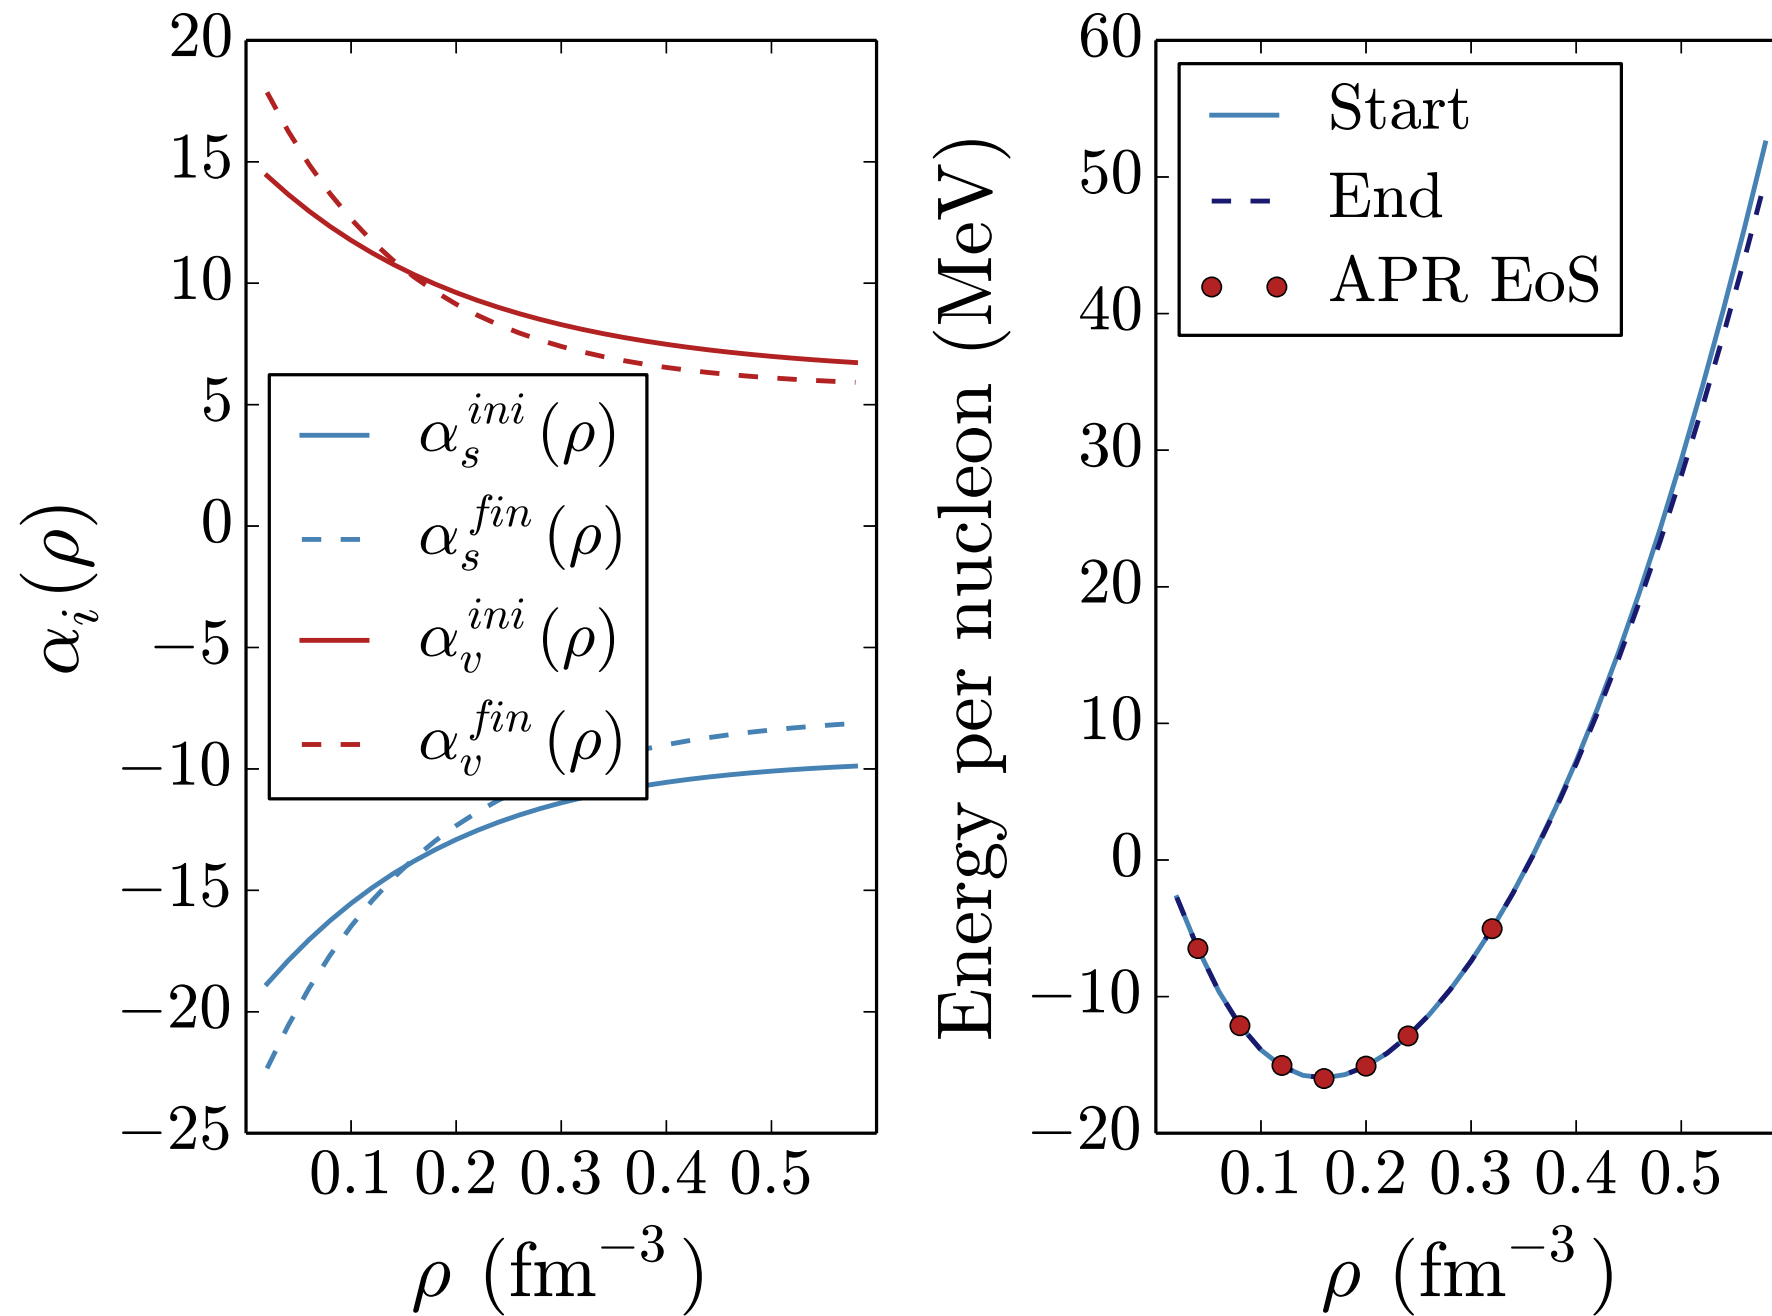 20
15
10
5
0
−5
−10
−15
−20
−25
0.1 0.2 0.3 0.4 0.5
ρ (fm⁻³)
αᵢ(ρ)
α_s^{ini}(ρ)
α_s^{fin}(ρ)
α_v^{ini}(ρ)
α_v^{fin}(ρ)
60
50
40
30
20
10
0
−10
−20
0.1 0.2 0.3 0.4 0.5
ρ (fm⁻³)
Energy per nucleon (MeV)
Start
End
APR EoS